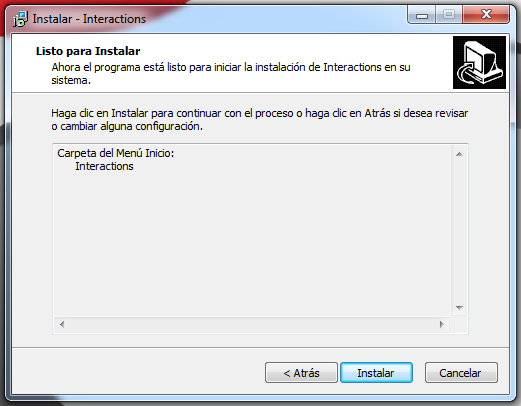 Instalar - Interactions
Listo para Instalar
Ahora el programa está listo para iniciar la instalación de Interactions en su
sistema.
Haga clic en Instalar para continuar con el proceso o haga clic en Atrás si desea revisar
o cambiar alguna configuración.
Carpeta del Menú Inicio:
Interactions
< Atrás
Instalar
Cancelar